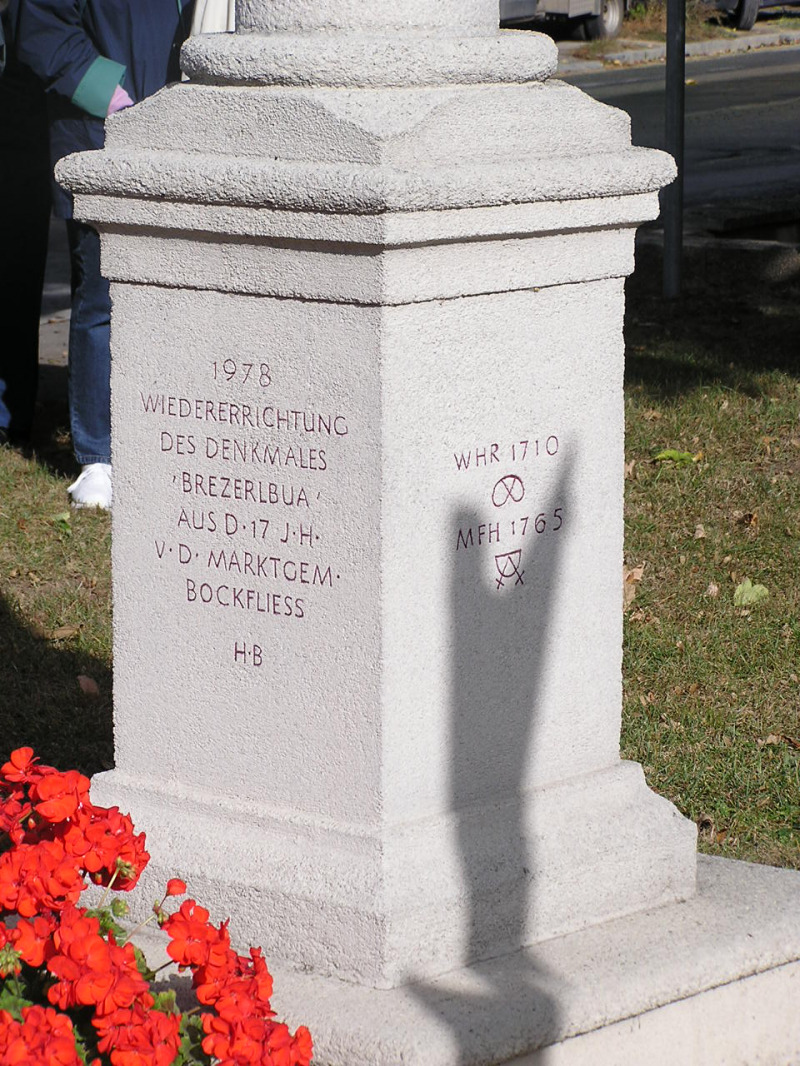 1978
WIEDERERRICHTUNG
DES DENKMALES
'BREZERLBUA'
AUS D·17 J·H·
V·D·MARKTGEM·
BOCKFLIESS
H·B
WHR 1710
MFH 1765